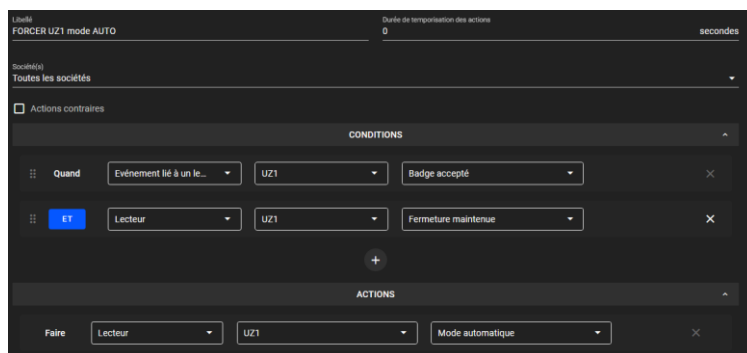 Libellé
FORCER UZ1 mode AUTO
Durée de temporisation des actions
0 secondes
Société(s)
Toutes les sociétés
Actions contraires
CONDITIONS
Quand Evénement lié à un le... UZ1 Badge accepté
ET Lecteur UZ1 Fermeture maintenue
ACTIONS
Faire Lecteur UZ1 Mode automatique